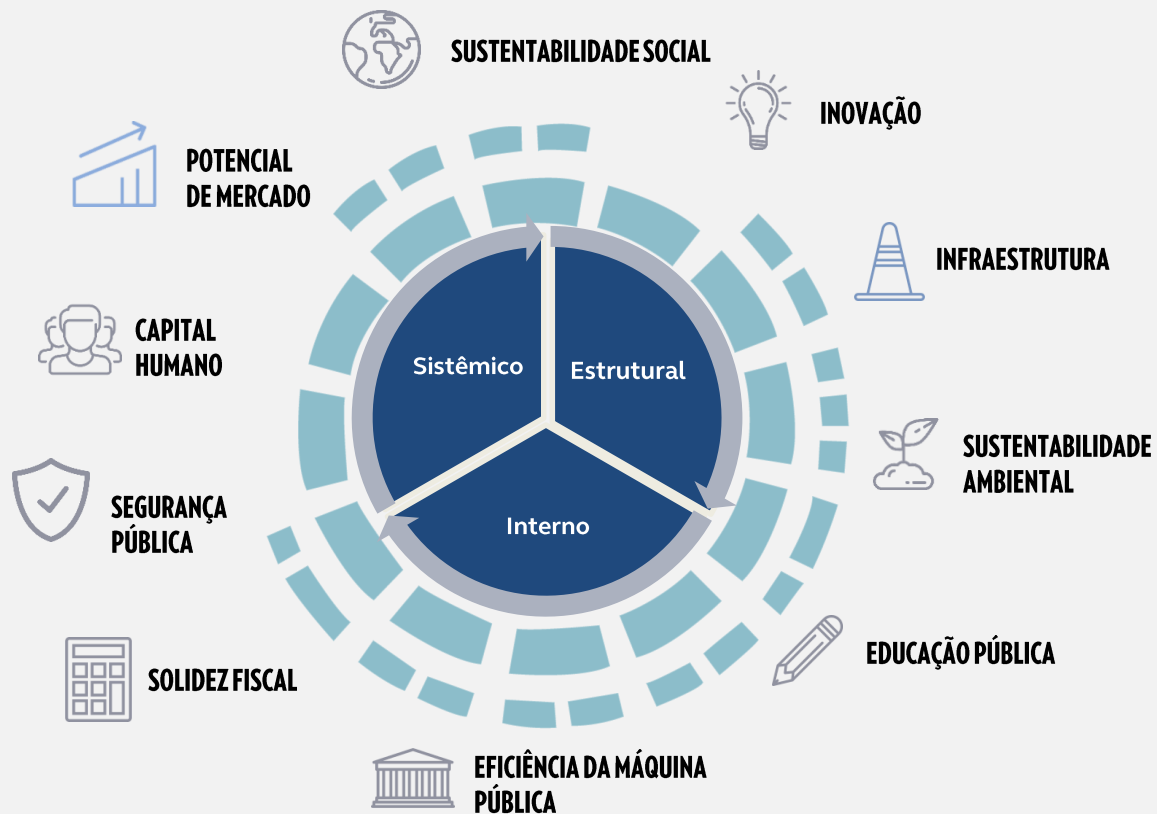 SUSTENTABILIDADE SOCIAL
INOVAÇÃO
POTENCIAL
DE MERCADO
INFRAESTRUTURA
CAPITAL
HUMANO
Sistêmico
Estrutural
Interno
SUSTENTABILIDADE
AMBIENTAL
SEGURANÇA
PÚBLICA
EDUCAÇÃO PÚBLICA
SOLIDEZ FISCAL
EFICIÊNCIA DA MÁQUINA
PÚBLICA